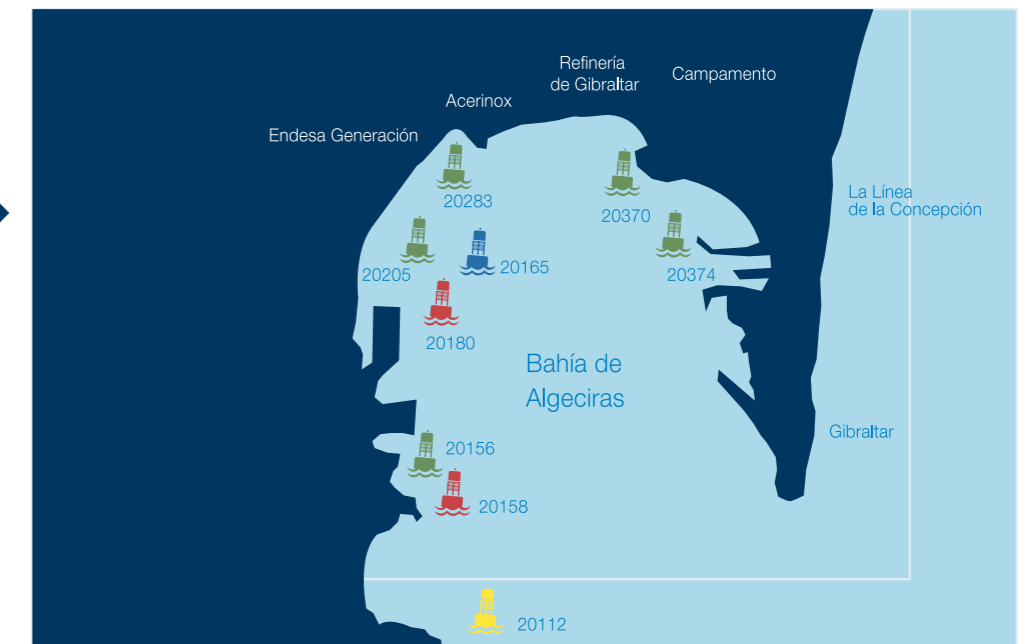 Refinería
de Gibraltar
Campamento
Acerinox
Endesa Generación
La Línea
de la Concepción
20283
20370
20205
20165
20374
20180
Bahía de
Algeciras
Gibraltar
20156
20158
20112